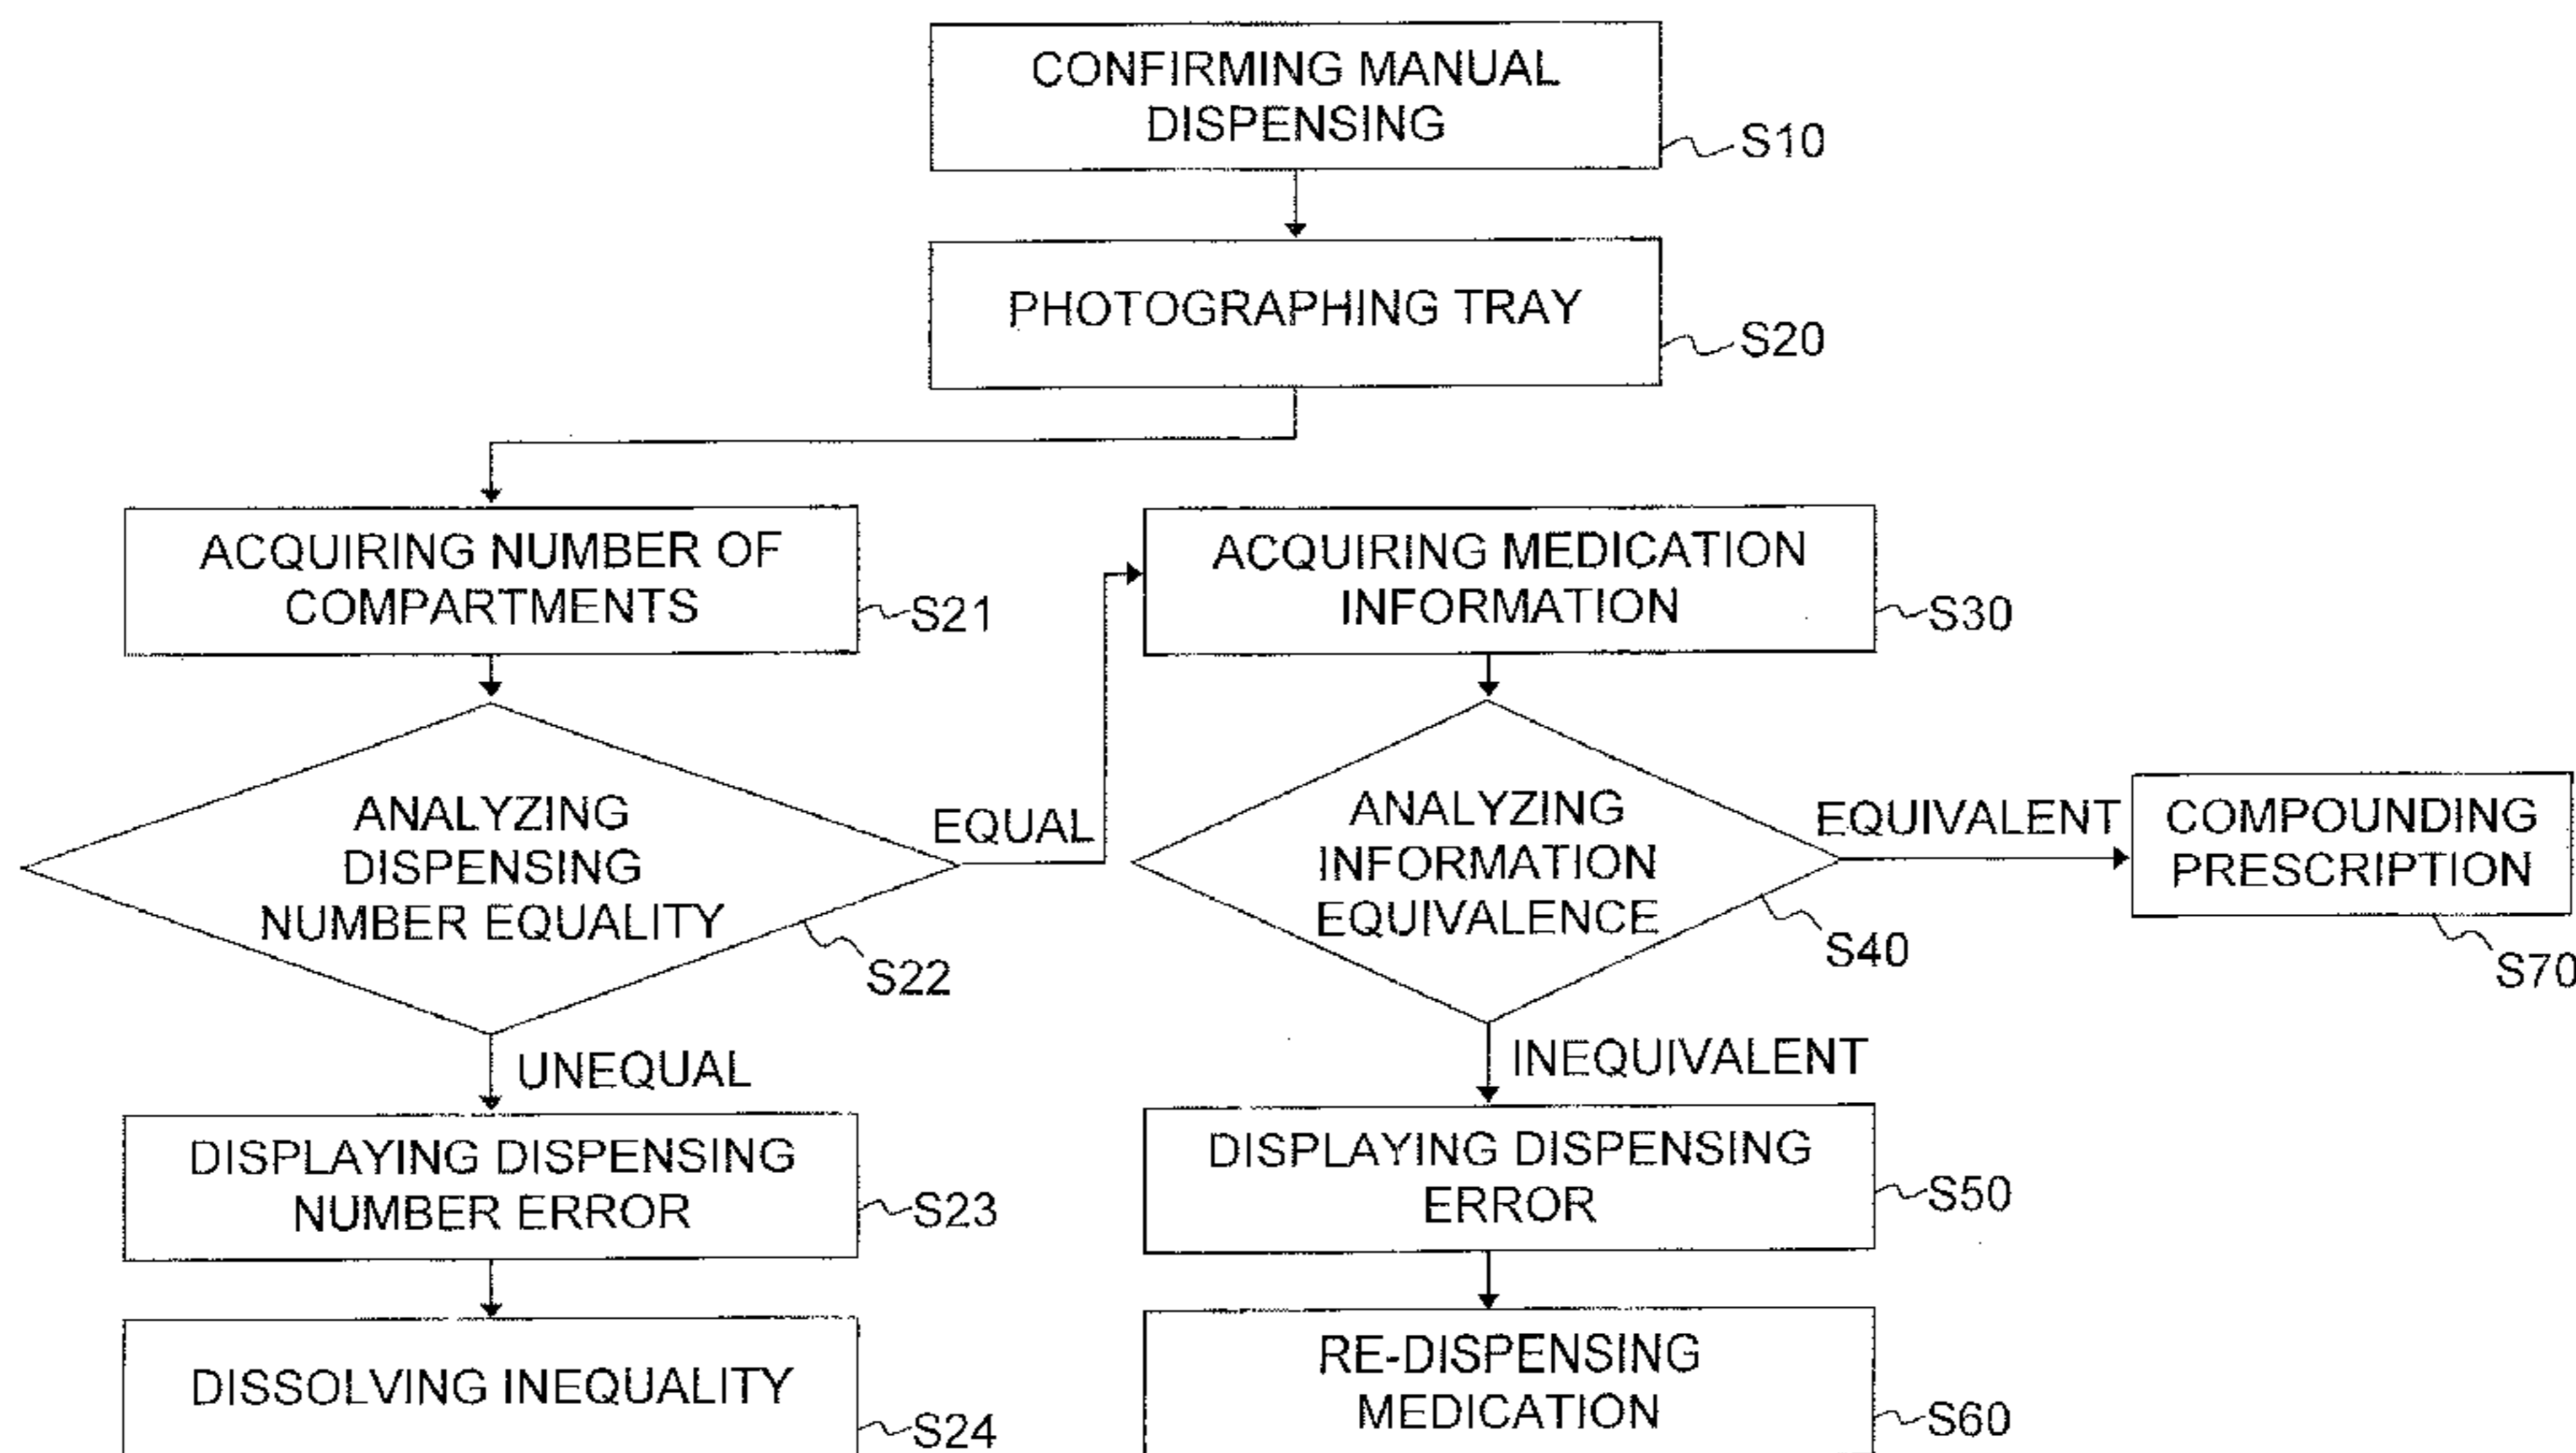 CONFIRMING MANUAL
DISPENSING
S10
PHOTOGRAPHING TRAY
S20
ACQUIRING NUMBER OF
COMPARTMENTS
S21
ACQUIRING MEDICATION
INFORMATION
S30
ANALYZING
DISPENSING
NUMBER EQUALITY
S22
EQUAL
ANALYZING
INFORMATION
EQUIVALENCE
S40
EQUIVALENT
COMPOUNDING
PRESCRIPTION
S70
UNEQUAL
INEQUIVALENT
DISPLAYING DISPENSING
NUMBER ERROR
S23
DISPLAYING DISPENSING
ERROR
S50
DISSOLVING INEQUALITY
S24
RE-DISPENSING
MEDICATION
S60